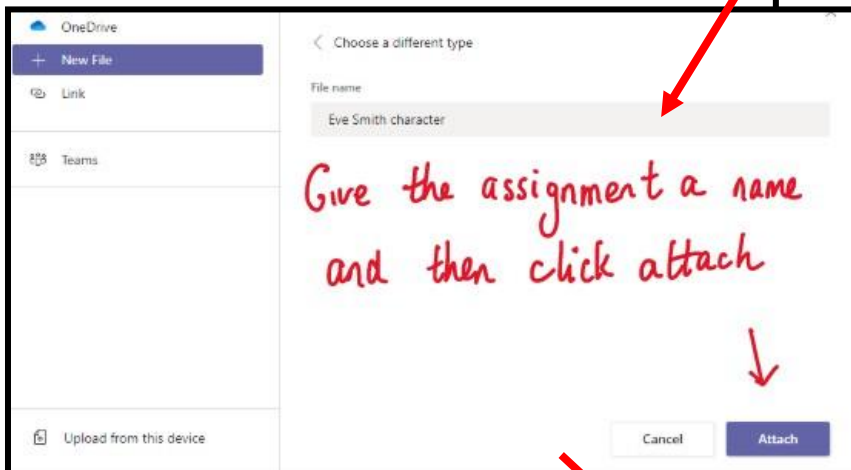 OneDrive
New File
Link
Teams
Upload from this device
Choose a different type
File name
Eve Smith character
Give the assignment a name
and then click attach
Cancel
Attach